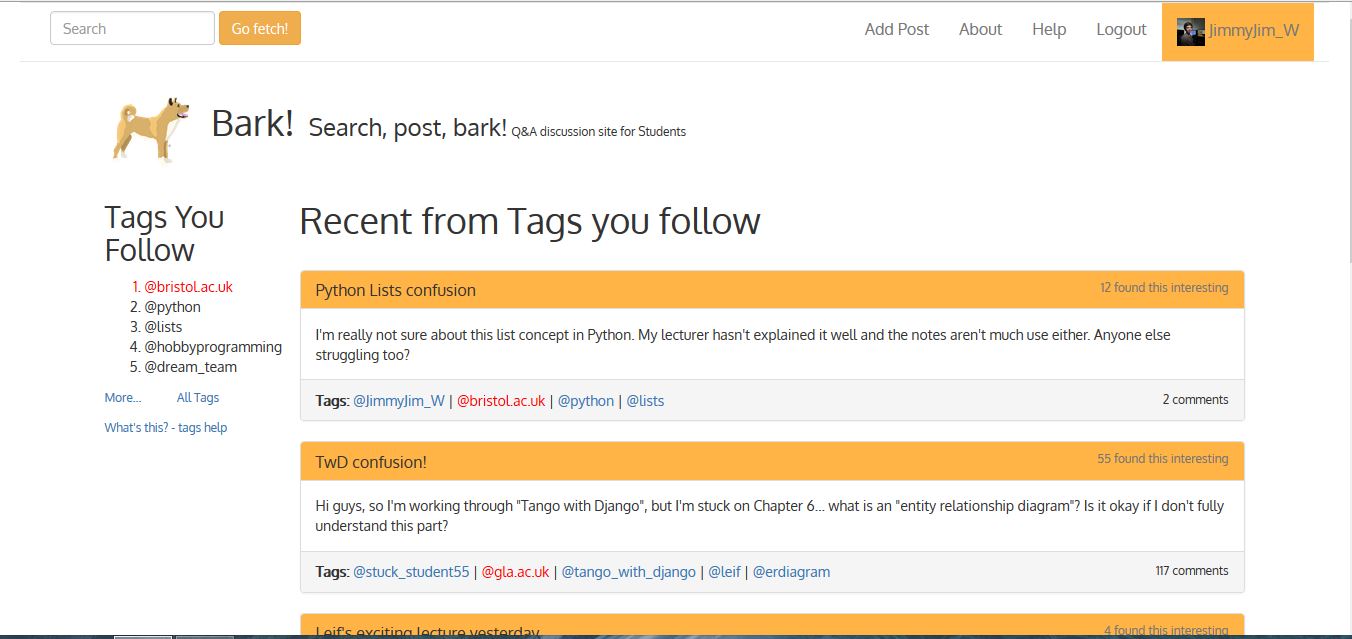 Search
Go fetch!
Add Post
About
Help
Logout
JimmyJim_W
Bark! Search, post, bark! Q&A discussion site for Students
Tags You
Follow
1. @bristol.ac.uk
2. @python
3. @lists
4. @hobbyprogramming
5. @dream_team
More...
All Tags
What's this? - tags help
Recent from Tags you follow
Python Lists confusion
12 found this interesting
I'm really not sure about this list concept in Python. My lecturer hasn't explained it well and the notes aren't much use either. Anyone else
struggling too?
Tags: @JimmyJim_W | @bristol.ac.uk | @python | @lists
2 comments
TwD confusion!
55 found this interesting
Hi guys, so I'm working through "Tango with Django", but I'm stuck on Chapter 6... what is an "entity relationship diagram"? Is it okay if I don't fully
understand this part?
Tags: @stuck_student55 | @gla.ac.uk | @tango_with_django | @leif | @erdiagram
117 comments
Leif's exciting lecture yesterday
4 found this interesting